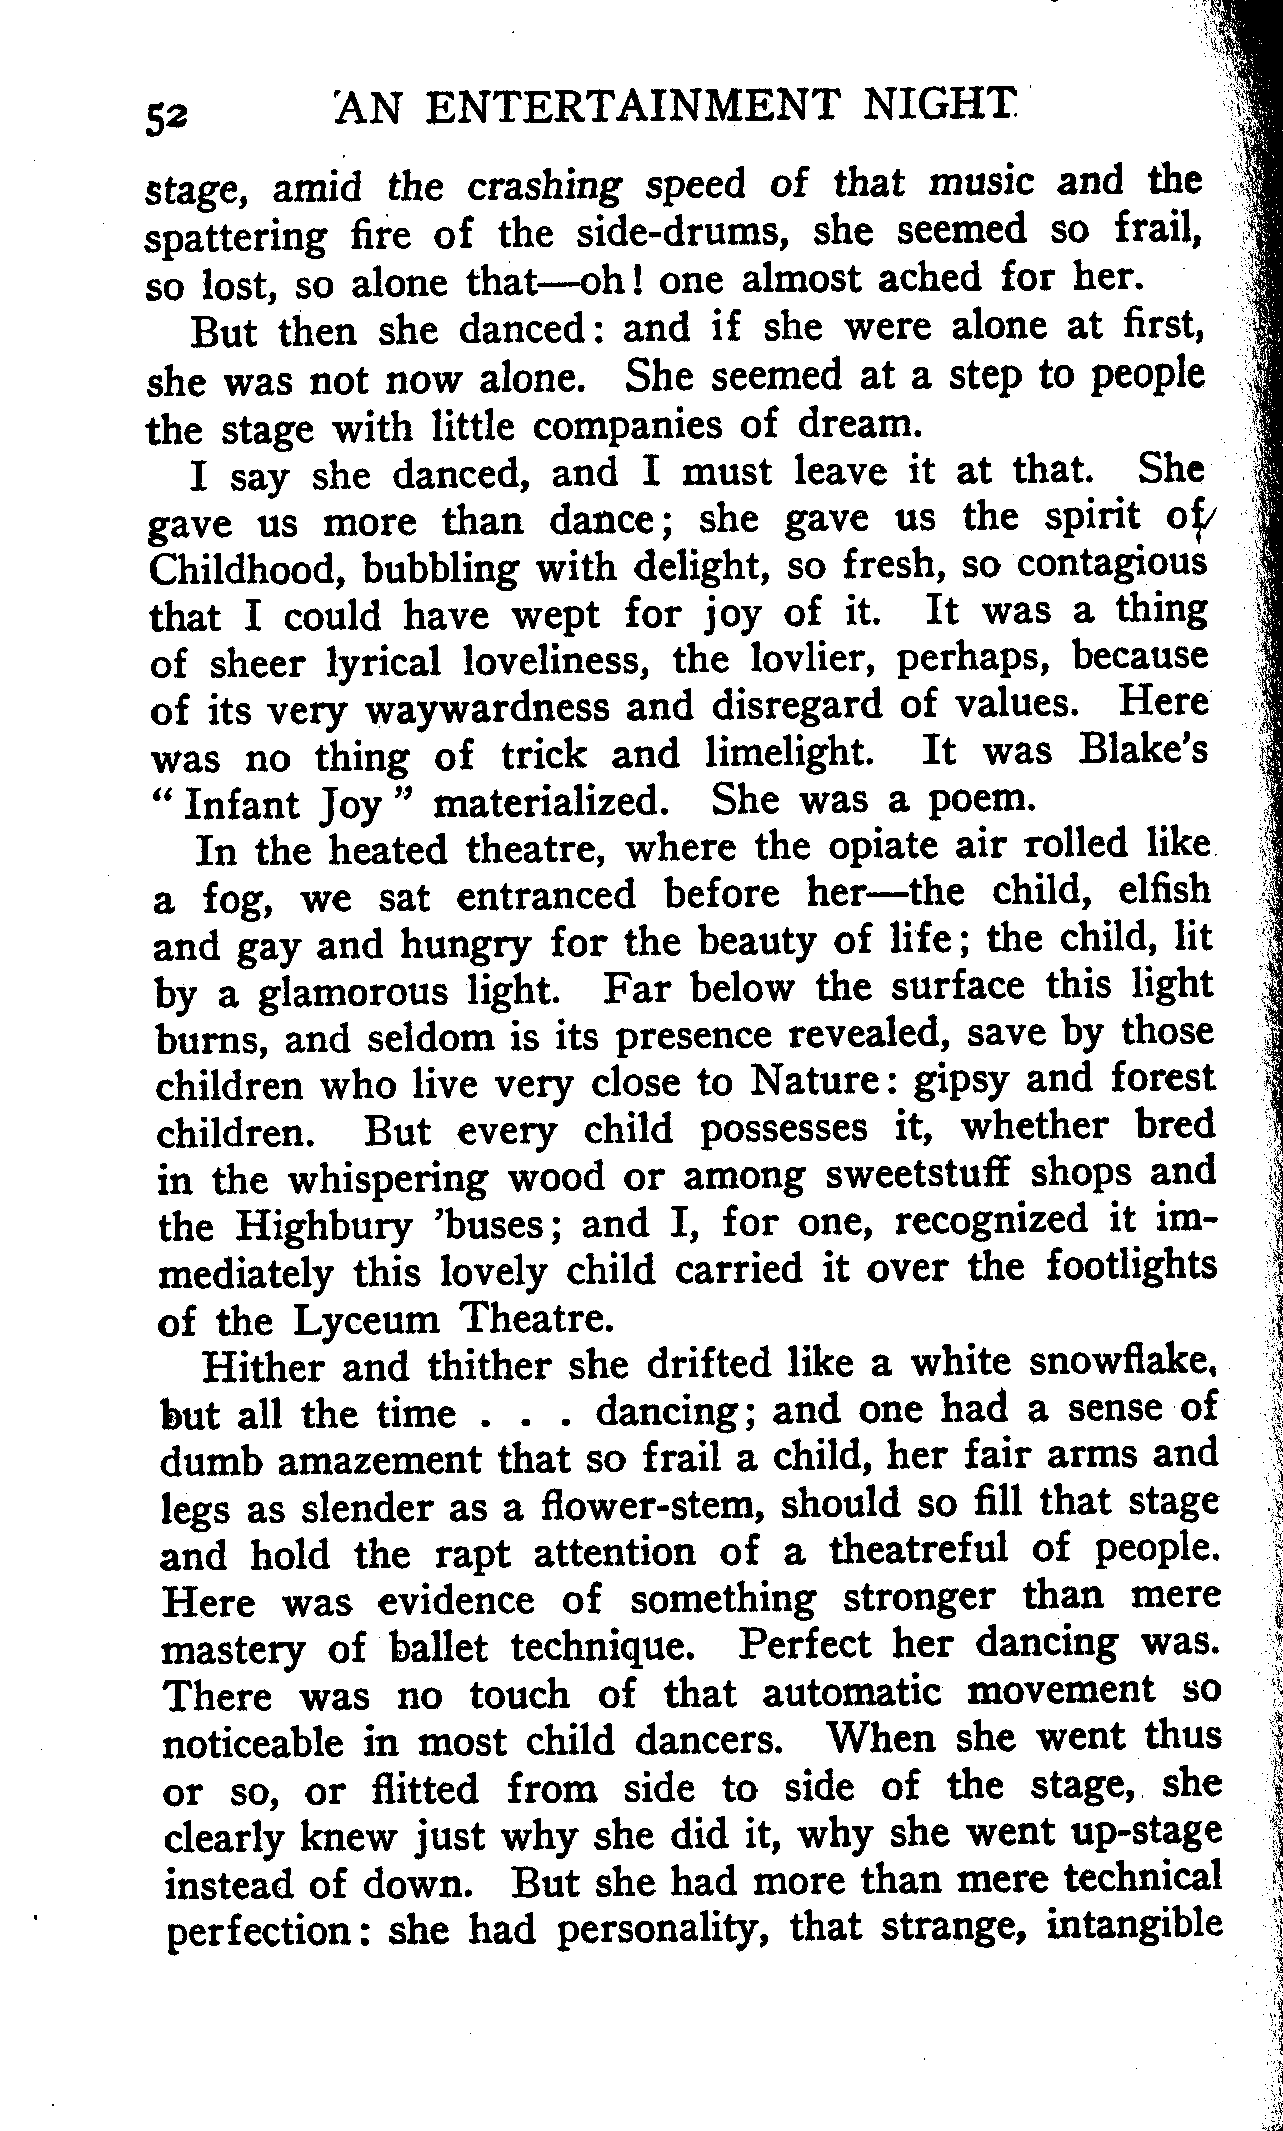 52 AN ENTERTAINMENT NIGHT
stage, amid the crashing speed of that music and the
spattering fire of the side-drums, she seemed so frail,
so lost, so alone that—oh! one almost ached for her.
But then she danced: and if she were alone at first,
she was not now alone. She seemed at a step to people
the stage with little companies of dream.
I say she danced, and I must leave it at that. She
gave us more than dance; she gave us the spirit of
Childhood, bubbling with delight, so fresh, so contagious
that I could have wept for joy of it. It was a thing
of sheer lyrical loveliness, the lovlier, perhaps, because
of its very waywardness and disregard of values. Here
was no thing of trick and limelight. It was Blake's
“ Infant Joy ” materialized. She was a poem.
In the heated theatre, where the opiate air rolled like
a fog, we sat entranced before her—the child, elfish
and gay and hungry for the beauty of life; the child, lit
by a glamorous light. Far below the surface this light
burns, and seldom is its presence revealed, save by those
children who live very close to Nature: gipsy and forest
children. But every child possesses it, whether bred
in the whispering wood or among sweetstuff shops and
the Highbury 'buses; and I, for one, recognized it im-
mediately this lovely child carried it over the footlights
of the Lyceum Theatre.
Hither and thither she drifted like a white snowflake,
but all the time . . . dancing; and one had a sense of
dumb amazement that so frail a child, her fair arms and
legs as slender as a flower-stem, should so fill that stage
and hold the rapt attention of a theatreful of people.
Here was evidence of something stronger than mere
mastery of ballet technique. Perfect her dancing was.
There was no touch of that automatic movement so
noticeable in most child dancers. When she went thus
or so, or flitted from side to side of the stage, she
clearly knew just why she did it, why she went up-stage
instead of down. But she had more than mere technical
perfection: she had personality, that strange, intangible